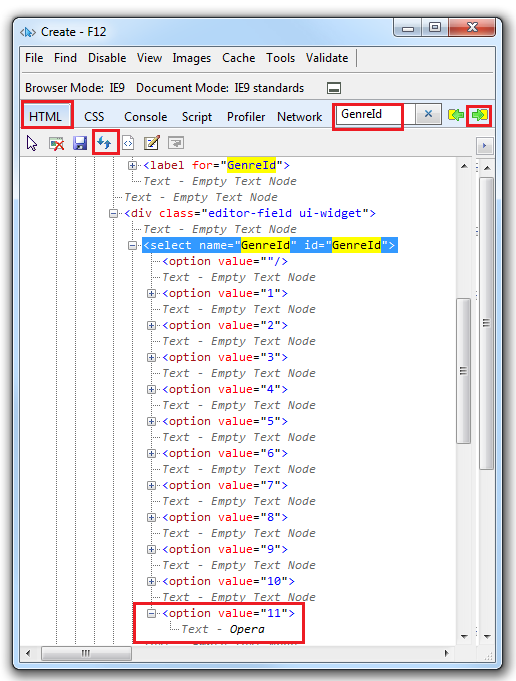 Create - F12
File Find Disable View Images Cache Tools Validate
Browser Mode: IE9 Document Mode: IE9 standards
HTML CSS Console Script Profiler Network GenreId
<label for="GenreId">
Text - Empty Text Node
Text - Empty Text Node
<div class="editor-field ui-widget">
Text - Empty Text Node
<select name="GenreId" id="GenreId">
<option value=""/>
Text - Empty Text Node
<option value="1">
Text - Empty Text Node
<option value="2">
Text - Empty Text Node
<option value="3">
Text - Empty Text Node
<option value="4">
Text - Empty Text Node
<option value="5">
Text - Empty Text Node
<option value="6">
Text - Empty Text Node
<option value="7">
Text - Empty Text Node
<option value="8">
Text - Empty Text Node
<option value="9">
Text - Empty Text Node
<option value="10">
Text - Empty Text Node
<option value="11">
Text - Opera